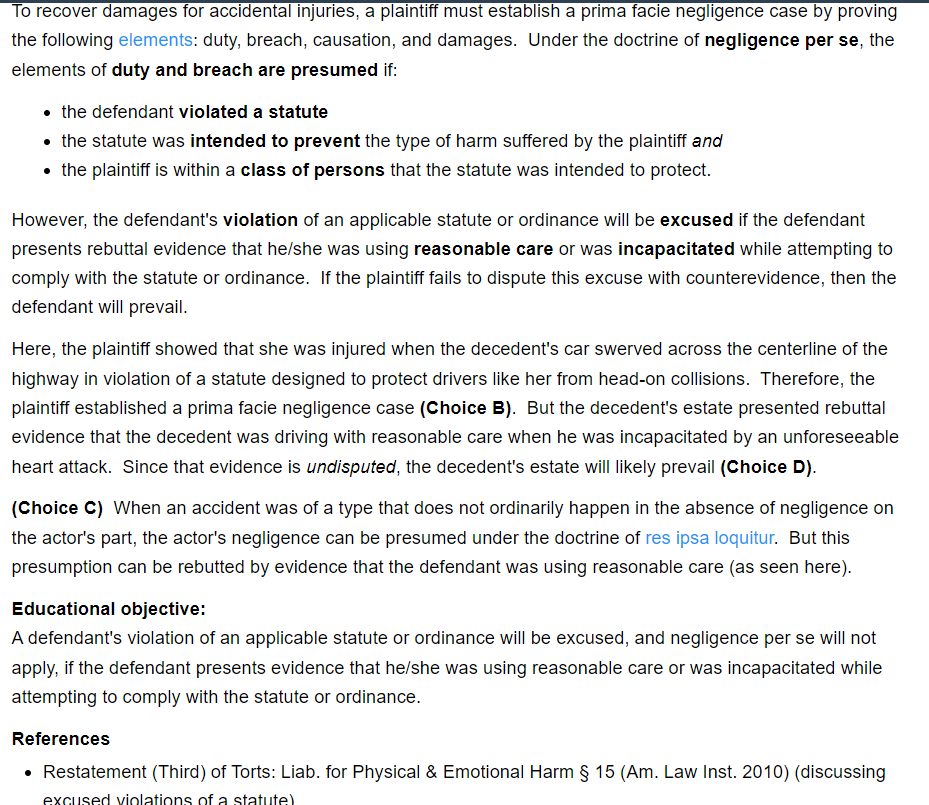 To recover damages for accidental injuries, a plaintiff must establish a prima facie negligence case by proving
the following elements: duty, breach, causation, and damages.  Under the doctrine of negligence per se, the
elements of duty and breach are presumed if:
• the defendant violated a statute
• the statute was intended to prevent the type of harm suffered by the plaintiff and
• the plaintiff is within a class of persons that the statute was intended to protect.
However, the defendant's violation of an applicable statute or ordinance will be excused if the defendant
presents rebuttal evidence that he/she was using reasonable care or was incapacitated while attempting to
comply with the statute or ordinance.  If the plaintiff fails to dispute this excuse with counterevidence, then the
defendant will prevail.
Here, the plaintiff showed that she was injured when the decedent's car swerved across the centerline of the
highway in violation of a statute designed to protect drivers like her from head-on collisions.  Therefore, the
plaintiff established a prima facie negligence case (Choice B).  But the decedent's estate presented rebuttal
evidence that the decedent was driving with reasonable care when he was incapacitated by an unforeseeable
heart attack.  Since that evidence is undisputed, the decedent's estate will likely prevail (Choice D).
(Choice C)  When an accident was of a type that does not ordinarily happen in the absence of negligence on
the actor's part, the actor's negligence can be presumed under the doctrine of res ipsa loquitur.  But this
presumption can be rebutted by evidence that the defendant was using reasonable care (as seen here).
Educational objective:
A defendant's violation of an applicable statute or ordinance will be excused, and negligence per se will not
apply, if the defendant presents evidence that he/she was using reasonable care or was incapacitated while
attempting to comply with the statute or ordinance.
References
• Restatement (Third) of Torts: Liab. for Physical & Emotional Harm § 15 (Am. Law Inst. 2010) (discussing
excused violations of a statute)